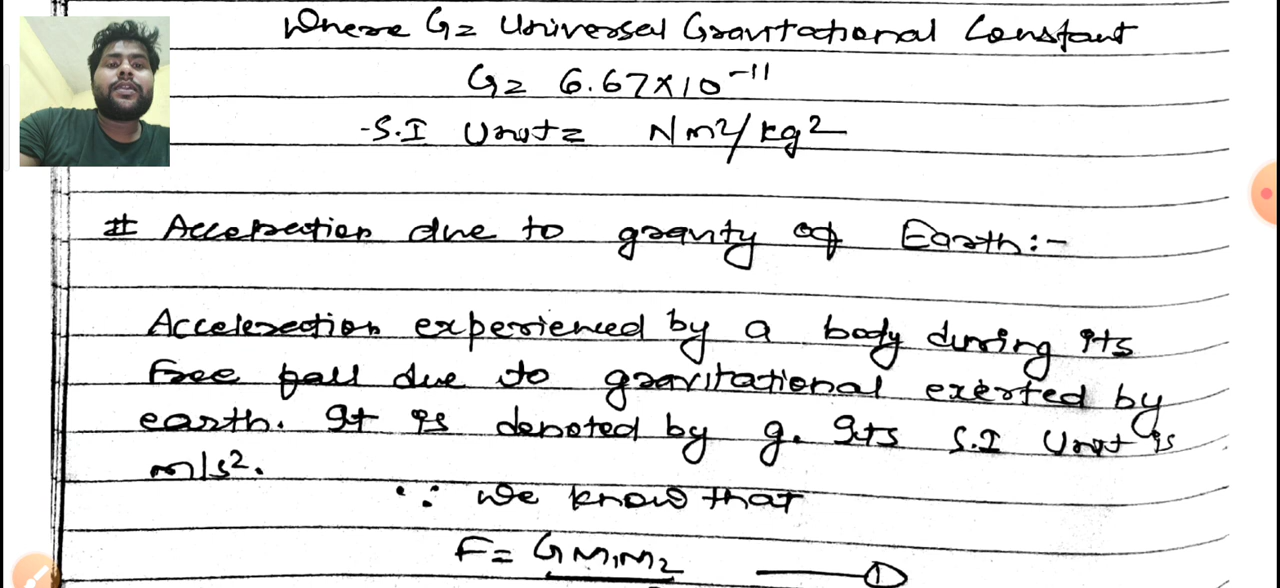 Where G = Universal Gravitational Constant
G = 6.67×10⁻¹¹
S.I Unit = Nm²/kg²
# Acceleration due to gravity of Earth:-
Acceleration experienced by a body during its
Free fall due to gravitational exerted by
earth. It is denoted by g. Its S.I Unit is
m/s².
∵ we know that
F = GM₁M₂ ——①